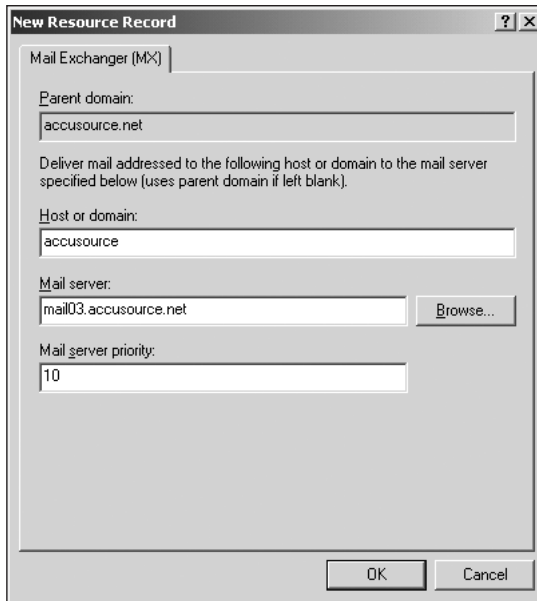 New Resource Record
Mail Exchanger (MX)
Parent domain:
accusource.net
Deliver mail addressed to the following host or domain to the mail server
specified below (uses parent domain if left blank).
Host or domain:
accusource
Mail server:
mail03.accusource.net
Browse...
Mail server priority:
10
OK
Cancel